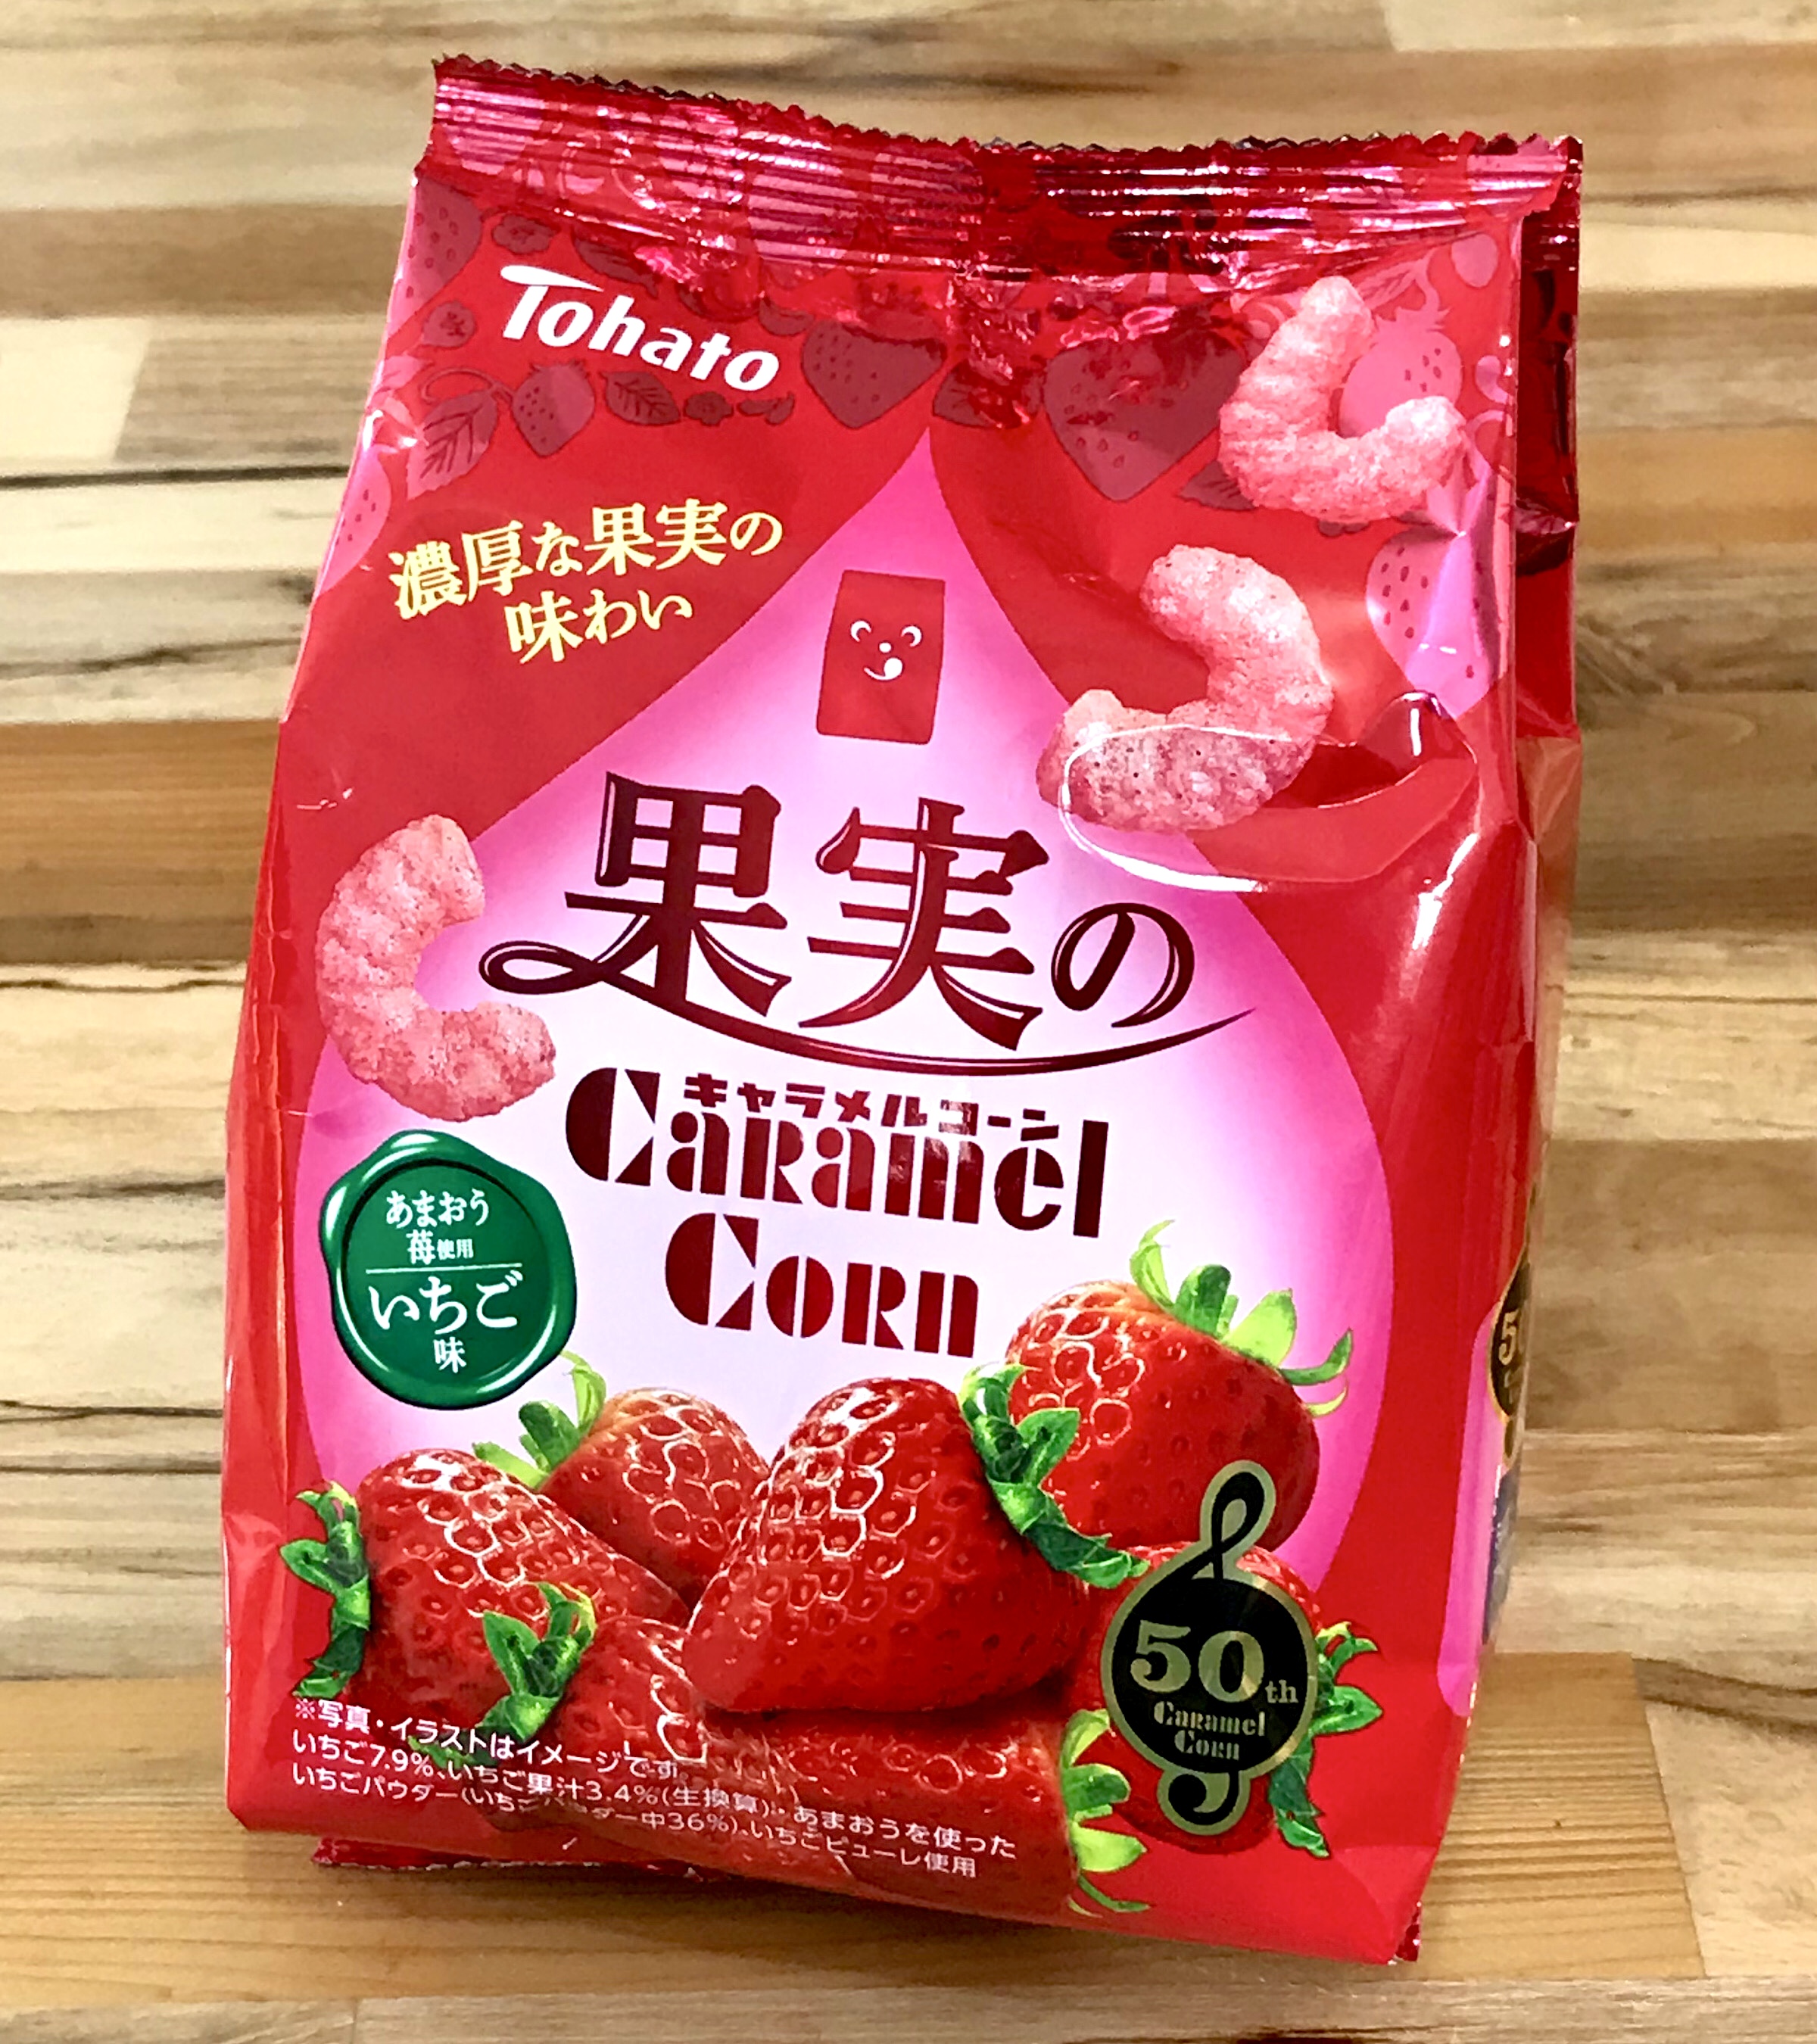 Tohato
濃厚な果実の
味わい
果実の
キャラメルコーン
Caramel
Corn
あまおう
苺使用
いちご
味
50th
Caramel
Corn
※写真・イラストはイメージです
いちご7.9%、いちご果汁3.4%(生換算)・あまおうを使った
いちごパウダー(いちごパウダー中36%)、いちごピューレ使用